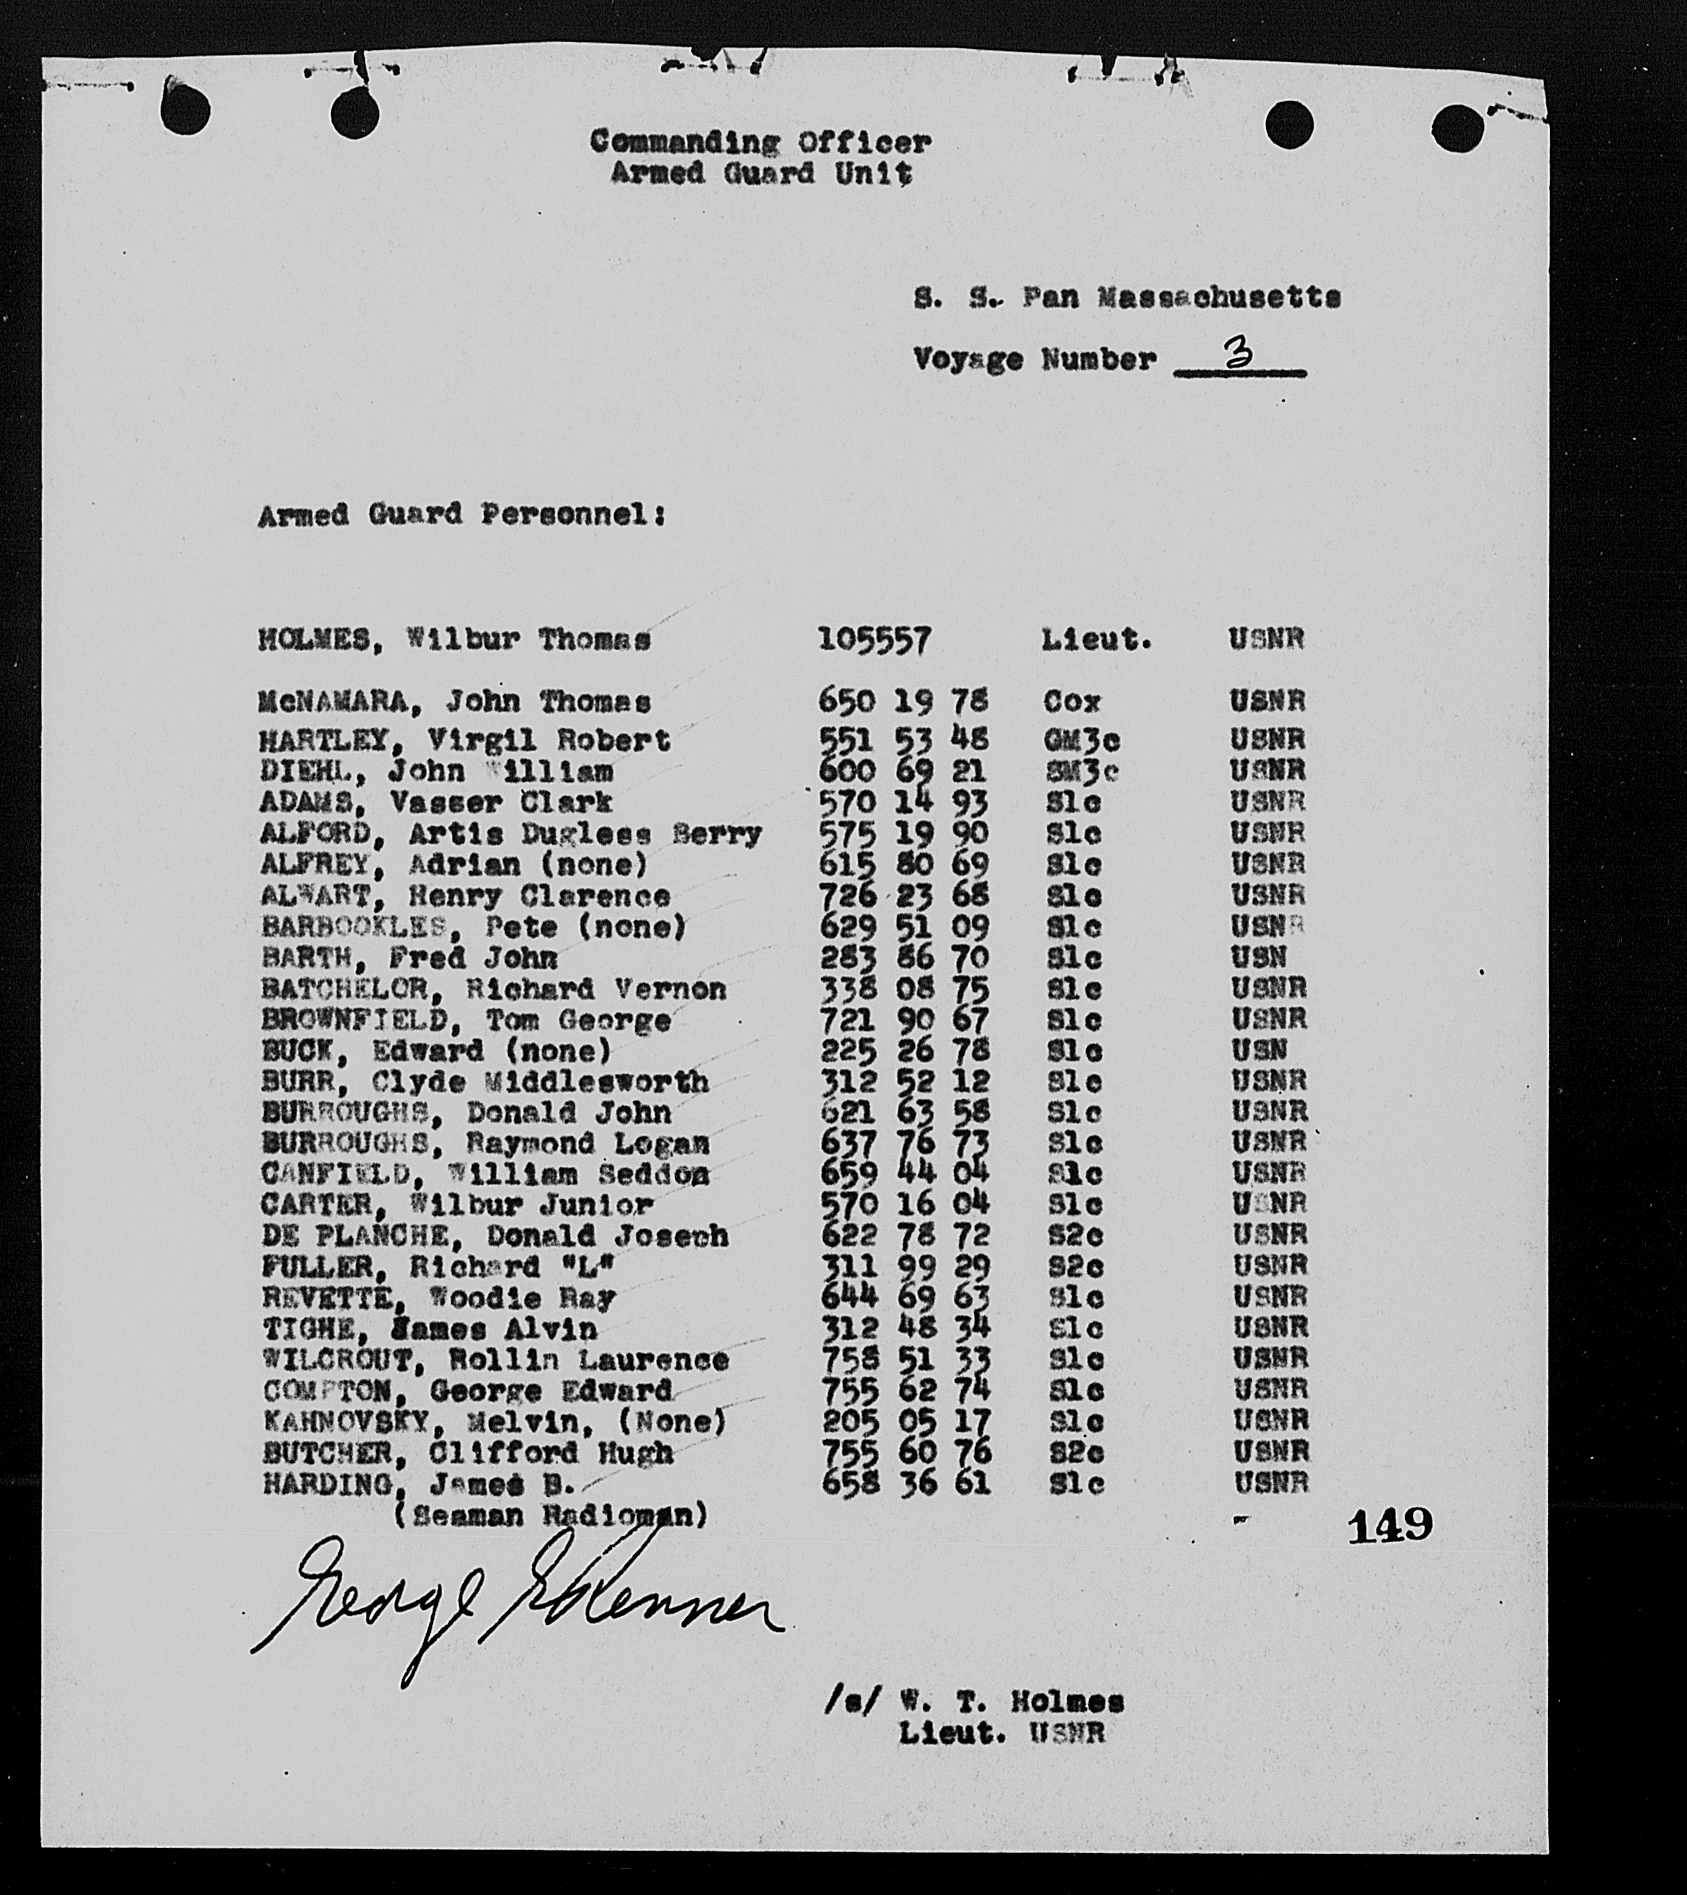 Commanding Officer
Armed Guard Unit
S. S. Pan Massachusetts
Voyage Number 3
Armed Guard Personnel:
HOLMES, Wilbur Thomas 105557 Lieut. USNR
McNAMARA, John Thomas 650 19 78 Cox USNR
HARTLEY, Virgil Robert 551 53 48 GM3c USNR
DIEHL, John William 600 69 21 SM3c USNR
ADAMS, Vasser Clark 570 14 93 S1c USNR
ALFORD, Artis Dugless Berry 575 19 90 S1c USNR
ALFREY, Adrian (none) 615 80 69 S1c USNR
ALWART, Henry Clarence 726 23 68 S1c USNR
BARBOOKLES, Pete (none) 629 51 09 S1c USNR
BARTH, Fred John 283 86 70 S1c USN
BATCHELOR, Richard Vernon 338 08 75 S1c USNR
BROWNFIELD, Tom George 721 90 67 S1c USNR
BUCK, Edward (none) 225 26 78 S1c USN
BURR, Clyde Middlesworth 312 52 12 S1c USNR
BURROUGHS, Donald John 621 63 58 S1c USNR
BURROUGHS, Raymond Logan 637 76 73 S1c USNR
CANFIELD, William Seddon 659 44 04 S1c USNR
CARTER, Wilbur Junior 570 16 04 S1c USNR
DE PLANCHE, Donald Joseph 622 78 72 S2c USNR
FULLER, Richard "L" 311 99 29 S2c USNR
REVETTE, Woodie Ray 644 69 63 S1c USNR
TIGHE, James Alvin 312 48 34 S1c USNR
WILCROUT, Rollin Laurence 758 51 33 S1c USNR
COMPTON, George Edward 755 62 74 S1c USNR
KAHNOVSKY, Melvin, (None) 205 05 17 S1c USNR
BUTCHER, Clifford Hugh 755 60 76 S2c USNR
HARDING, James B. 658 36 61 S1c USNR
(Seaman Radioman)
149
George
/s/ W. T. Holmes
Lieut. USNR